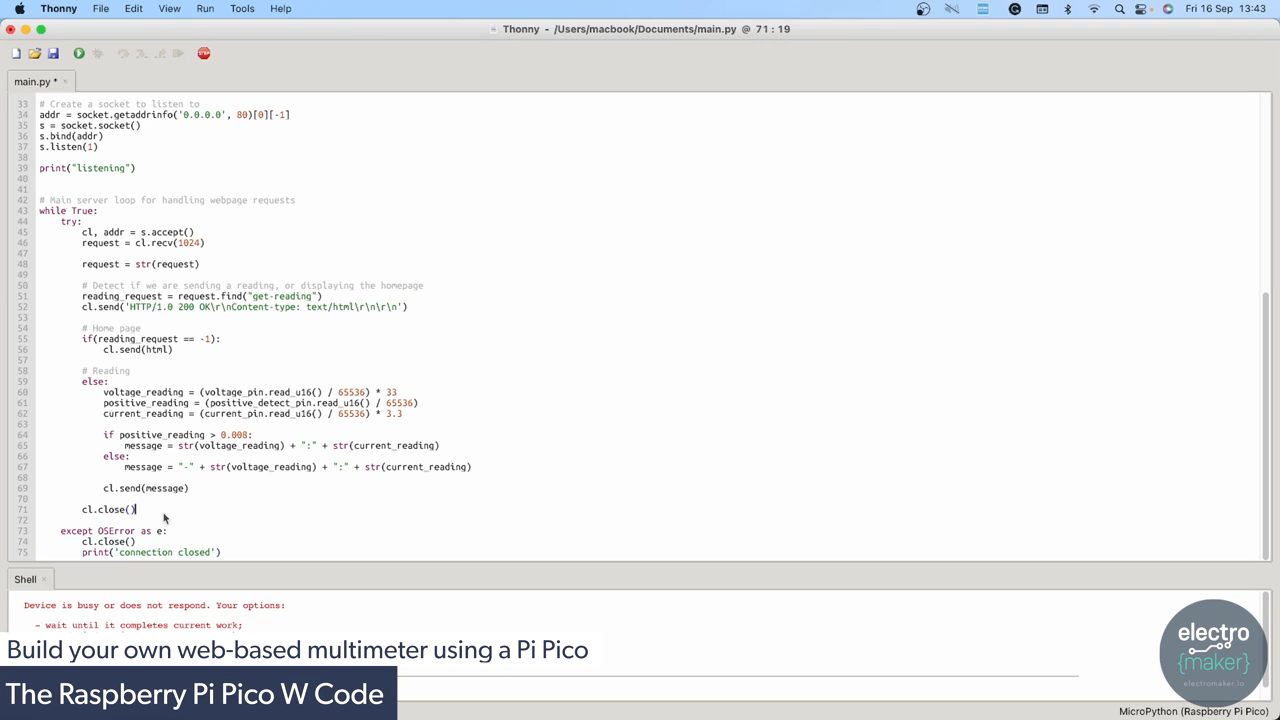 Thonny File Edit View Run Tools Help Fri 16 Sep 13:43
Thonny - /Users/macbook/Documents/main.py @ 71 : 19
main.py *
33 # Create a socket to listen to
34 addr = socket.getaddrinfo('0.0.0.0', 80)[0][-1]
35 s = socket.socket()
36 s.bind(addr)
37 s.listen(1)
38
39 print("listening")
40
41
42 # Main server loop for handling webpage requests
43 while True:
44     try:
45         cl, addr = s.accept()
46         request = cl.recv(1024)
47
48         request = str(request)
49
50         # Detect if we are sending a reading, or displaying the homepage
51         reading_request = request.find("get-reading")
52         cl.send('HTTP/1.0 200 OK\r\nContent-type: text/html\r\n\r\n')
53
54         # Home page
55         if(reading_request == -1):
56             cl.send(html)
57
58         # Reading
59         else:
60             voltage_reading = (voltage_pin.read_u16() / 65536) * 33
61             positive_reading = (positive_detect_pin.read_u16() / 65536)
62             current_reading = (current_pin.read_u16() / 65536) * 3.3
63
64             if positive_reading > 0.008:
65                 message = str(voltage_reading) + ":" + str(current_reading)
66             else:
67                 message = "-" + str(voltage_reading) + ":" + str(current_reading)
68
69             cl.send(message)
70
71         cl.close()
72
73     except OSError as e:
74         cl.close()
75         print('connection closed')
Shell
Device is busy or does not respond. Your options:
- wait until it completes current work;
Build your own web-based multimeter using a Pi Pico
The Raspberry Pi Pico W Code
electro
{maker}
electromaker.io
MicroPython (Raspberry Pi Pico)